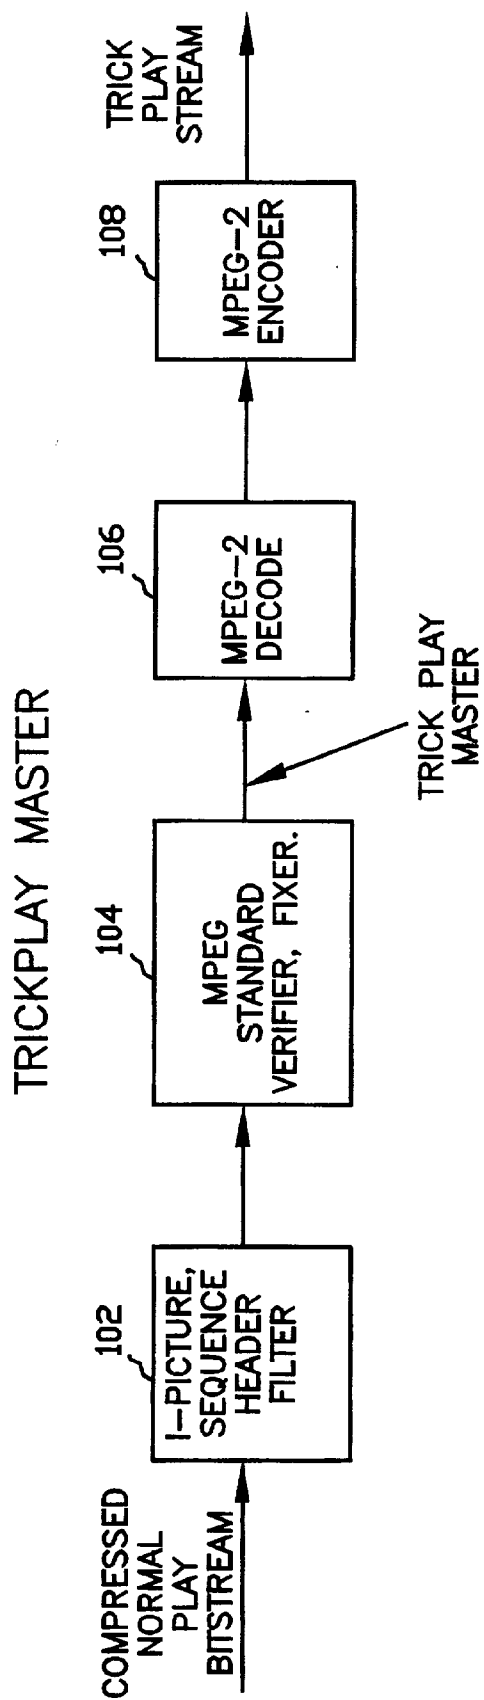 TRICKPLAY MASTER
COMPRESSED
NORMAL
PLAY
BITSTREAM
102
I-PICTURE,
SEQUENCE
HEADER
FILTER
104
MPEG
STANDARD
VERIFIER, FIXER.
TRICK PLAY
MASTER
106
MPEG-2
DECODE
108
MPEG-2
ENCODER
TRICK
PLAY
STREAM